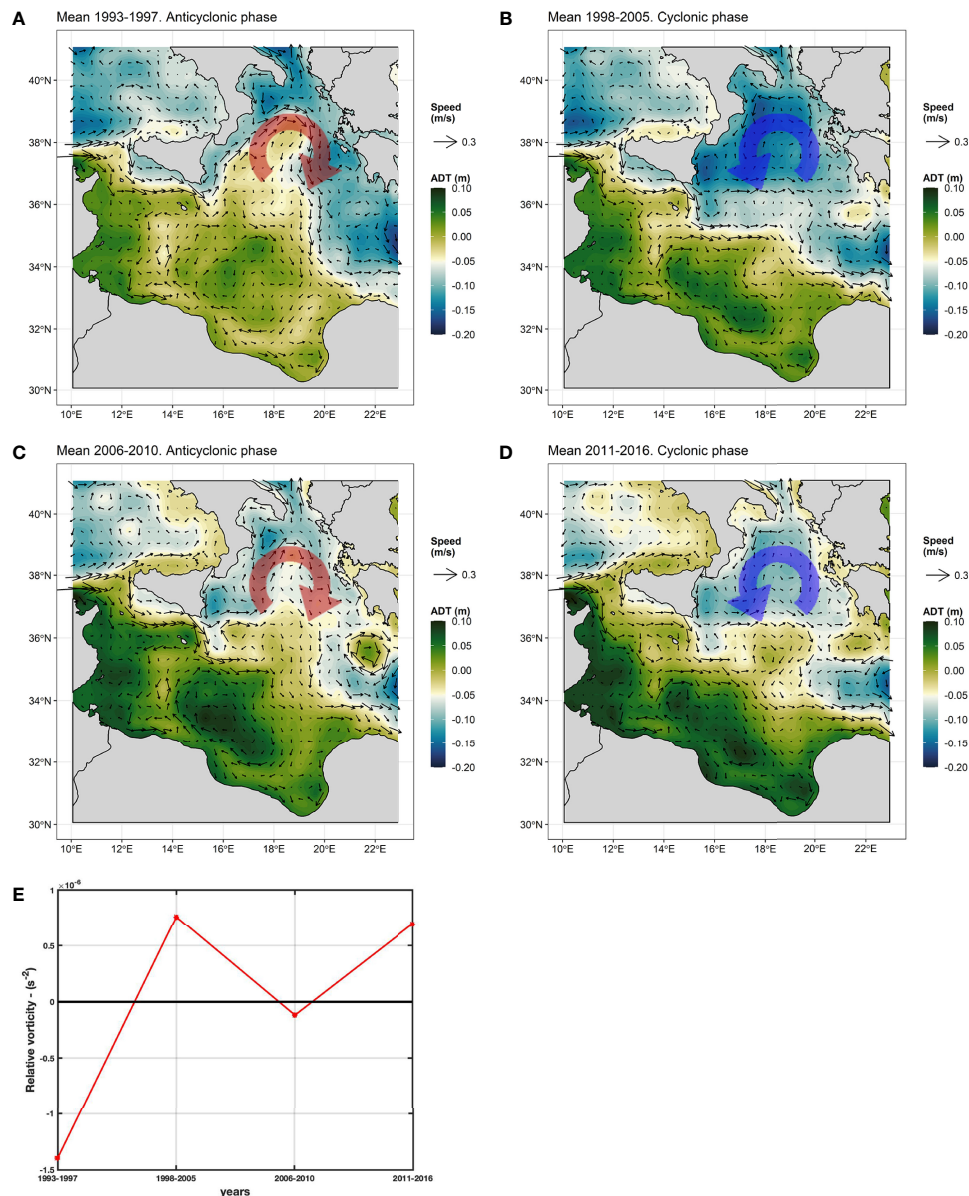 A Mean 1993-1997. Anticyclonic phase
40°N
38°N
36°N
34°N
32°N
30°N
10°E 12°E 14°E 16°E 18°E 20°E 22°E
Speed
(m/s)
0.3
ADT (m)
0.10
0.05
0.00
-0.05
-0.10
-0.15
-0.20
B Mean 1998-2005. Cyclonic phase
40°N
38°N
36°N
34°N
32°N
30°N
10°E 12°E 14°E 16°E 18°E 20°E 22°E
Speed
(m/s)
0.3
ADT (m)
0.10
0.05
0.00
-0.05
-0.10
-0.15
-0.20
C Mean 2006-2010. Anticyclonic phase
40°N
38°N
36°N
34°N
32°N
30°N
10°E 12°E 14°E 16°E 18°E 20°E 22°E
Speed
(m/s)
0.3
ADT (m)
0.10
0.05
0.00
-0.05
-0.10
-0.15
-0.20
D Mean 2011-2016. Cyclonic phase
40°N
38°N
36°N
34°N
32°N
30°N
10°E 12°E 14°E 16°E 18°E 20°E 22°E
Speed
(m/s)
0.3
ADT (m)
0.10
0.05
0.00
-0.05
-0.10
-0.15
-0.20
E
×10⁻⁶
1
0.5
0
-0.5
-1
-1.5
Relative vorticity - (s⁻²)
1993-1997 1998-2005 2006-2010 2011-2016
years